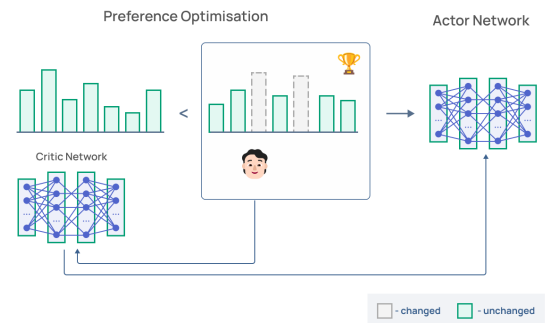 Preference Optimisation
Actor Network
<
Critic Network
...
...
...
...
...
...
...
...
- changed
- unchanged